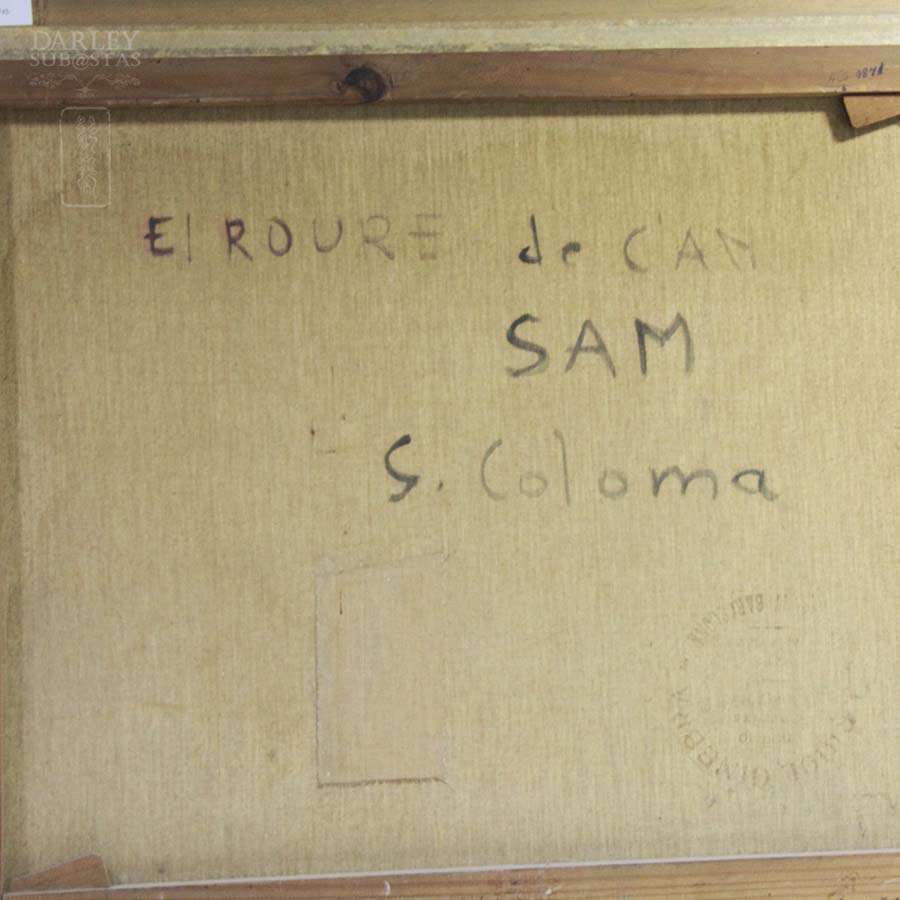 DARLEY
SUB@STAS
El ROURE de CAN
SAM
S. Coloma